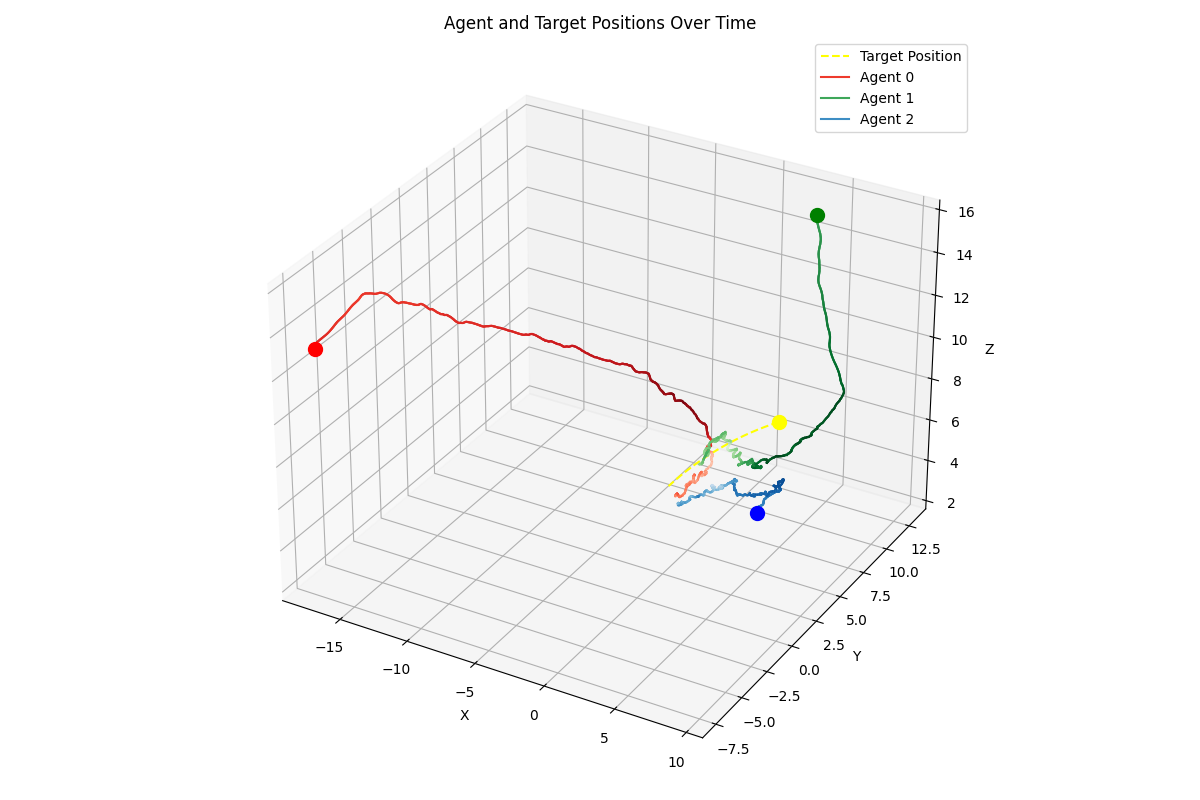 Agent and Target Positions Over Time
Target Position
Agent 0
Agent 1
Agent 2
16
14
12
10
8
6
4
2
Z
12.5
10.0
7.5
5.0
2.5
0.0
−2.5
−5.0
−7.5
Y
−15
−10
−5
0
5
10
X